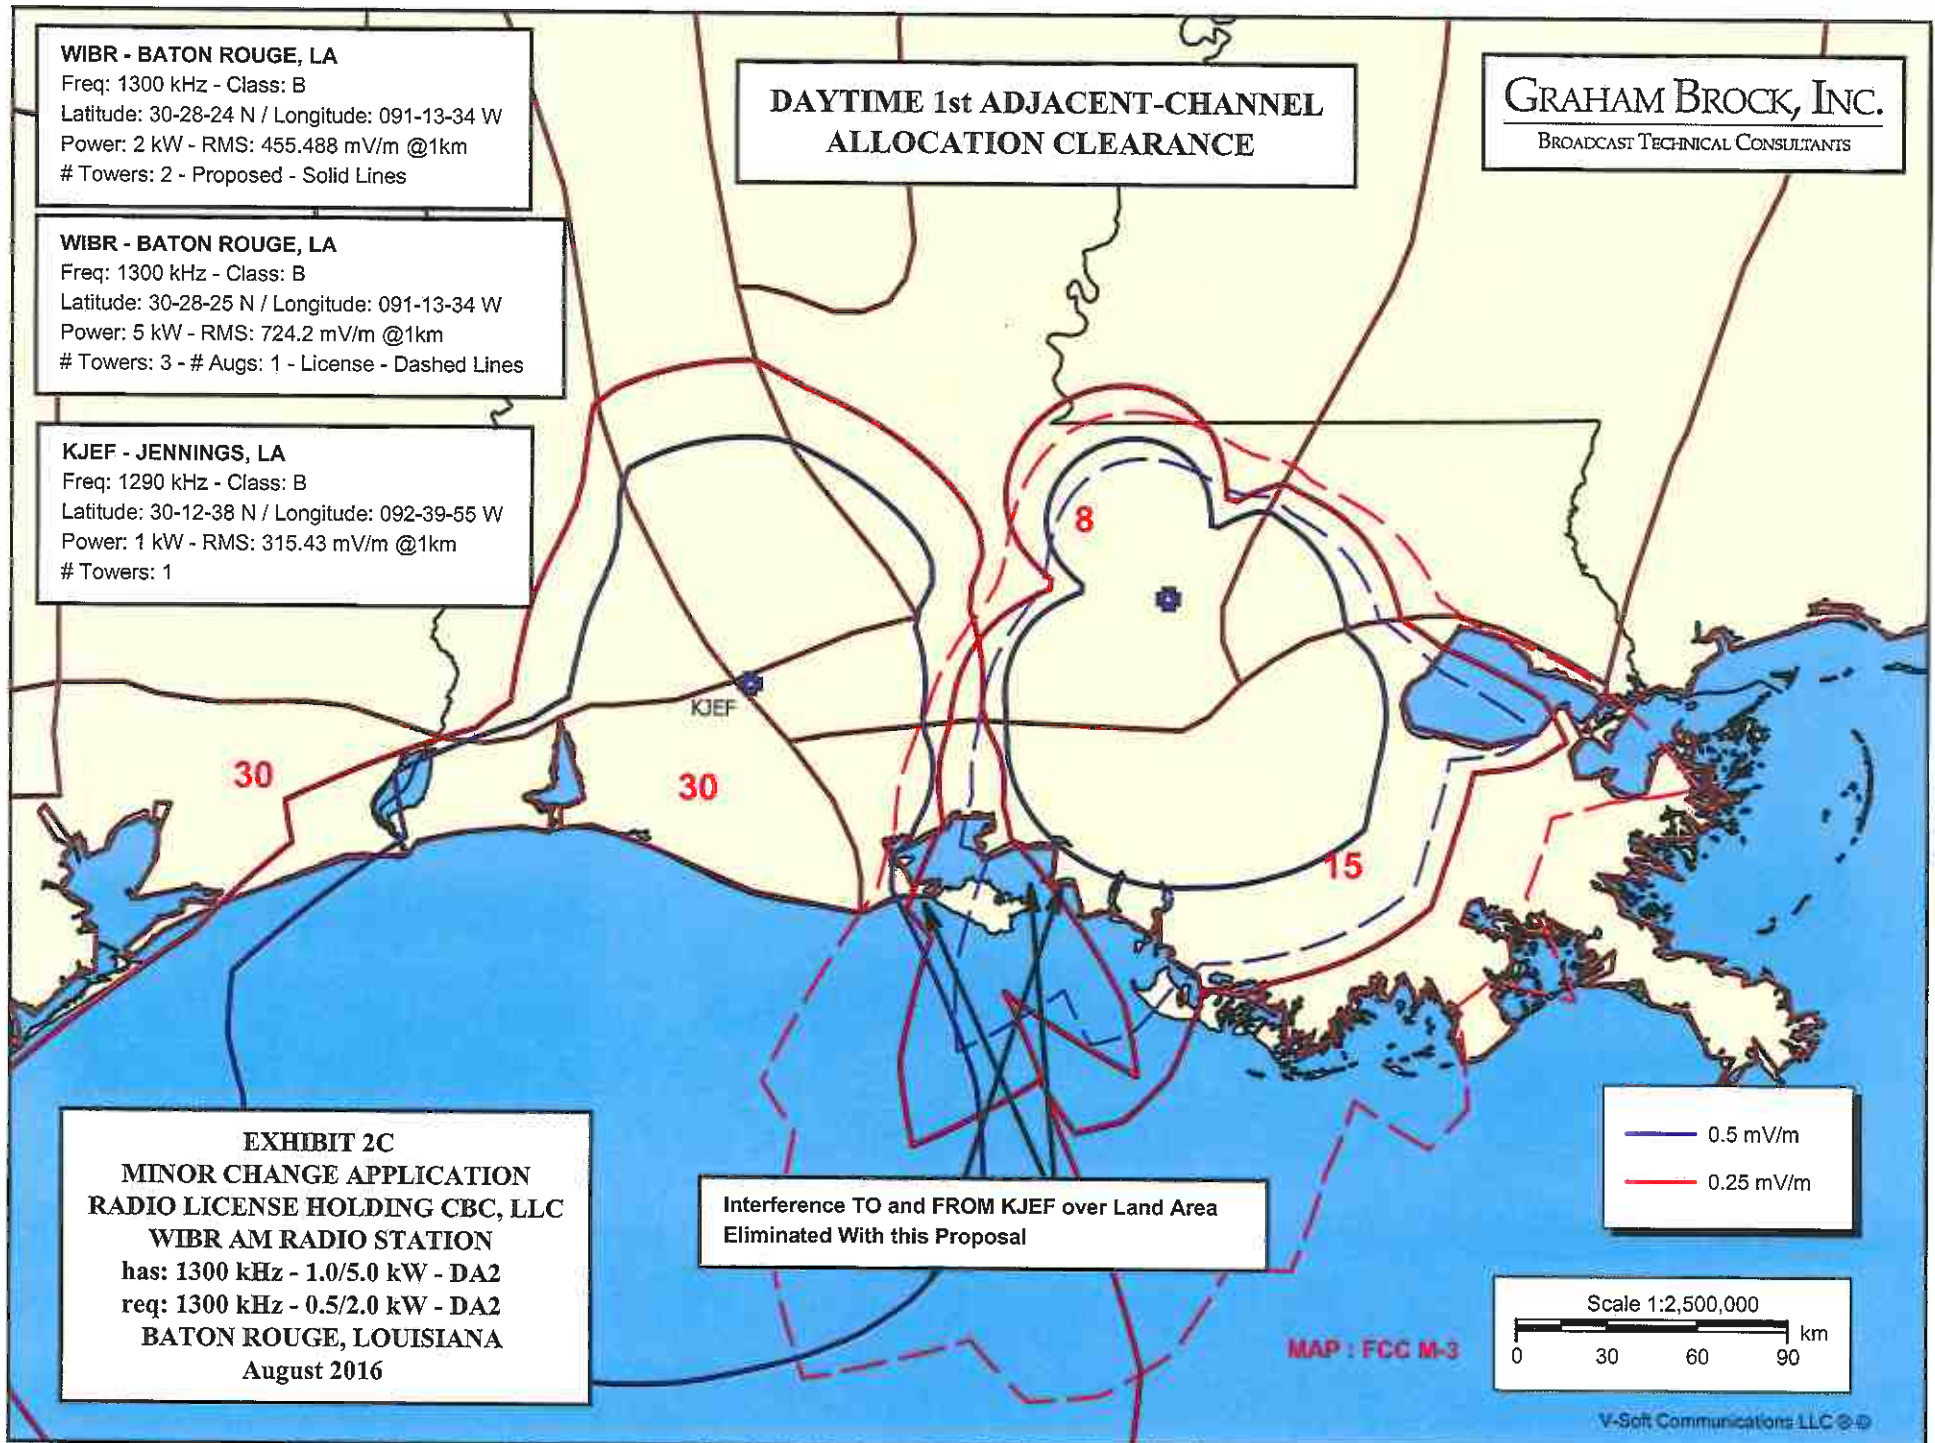 WIBR - BATON ROUGE, LA
Freq: 1300 kHz - Class: B
Latitude: 30-28-24 N / Longitude: 091-13-34 W
Power: 2 kW - RMS: 455.488 mV/m @1km
# Towers: 2 - Proposed - Solid Lines
WIBR - BATON ROUGE, LA
Freq: 1300 kHz - Class: B
Latitude: 30-28-25 N / Longitude: 091-13-34 W
Power: 5 kW - RMS: 724.2 mV/m @1km
# Towers: 3 - # Augs: 1 - License - Dashed Lines
KJEF - JENNINGS, LA
Freq: 1290 kHz - Class: B
Latitude: 30-12-38 N / Longitude: 092-39-55 W
Power: 1 kW - RMS: 315.43 mV/m @1km
# Towers: 1
DAYTIME 1st ADJACENT-CHANNEL
ALLOCATION CLEARANCE
GRAHAM BROCK, INC.
BROADCAST TECHNICAL CONSULTANTS
8
KJEF
30
30
15
EXHIBIT 2C
MINOR CHANGE APPLICATION
RADIO LICENSE HOLDING CBC, LLC
WIBR AM RADIO STATION
has: 1300 kHz - 1.0/5.0 kW - DA2
req: 1300 kHz - 0.5/2.0 kW - DA2
BATON ROUGE, LOUISIANA
August 2016
Interference TO and FROM KJEF over Land Area
Eliminated With this Proposal
0.5 mV/m
0.25 mV/m
MAP : FCC M-3
Scale 1:2,500,000
km
0 30 60 90
V-Soft Communications LLC ® ©